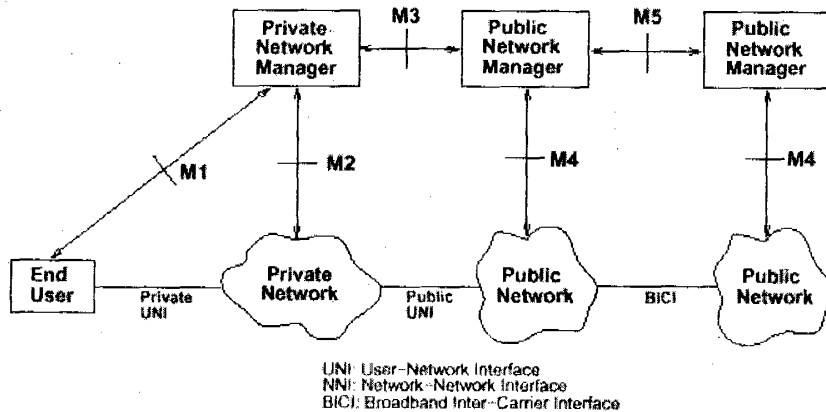 Private
Network
Manager
M3
Public
Network
Manager
M5
Public
Network
Manager
M1
M2
M4
M4
End
User
Private
UNI
Private
Network
Public
UNI
Public
Network
BICI
Public
Network
UNI: User-Network Interface
NNI: Network-Network Interface
BICI: Broadband Inter-Carrier Interface